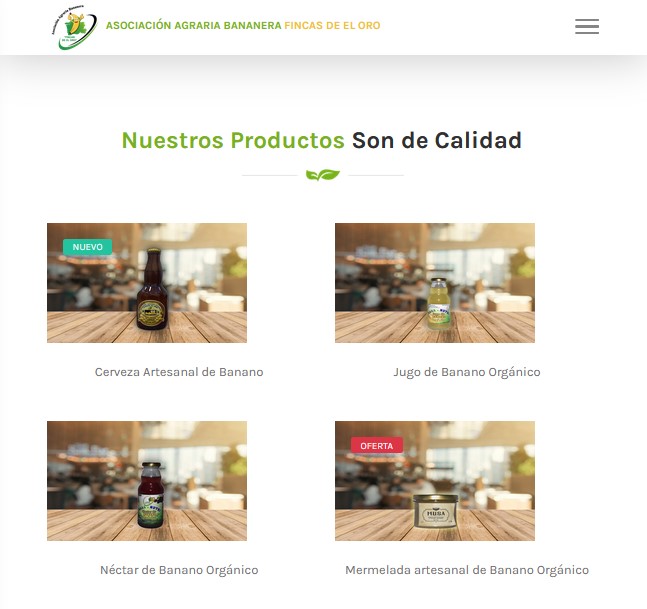 ASOCIACIÓN AGRARIA BANANERA FINCAS DE EL ORO
Nuestros Productos Son de Calidad
NUEVO
Cerveza Artesanal de Banano
Jugo de Banano Orgánico
OFERTA
Néctar de Banano Orgánico
Mermelada artesanal de Banano Orgánico